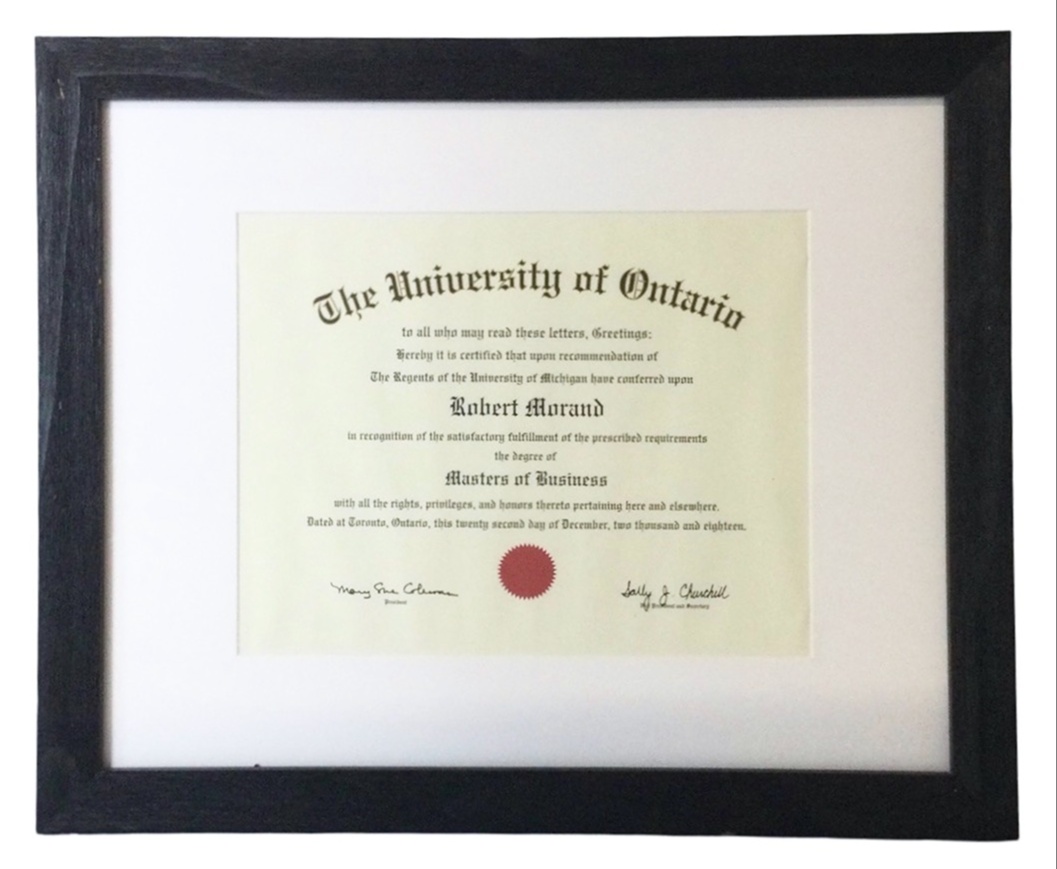 The University of Ontario
to all who may read these letters, Greetings:
Hereby it is certified that upon recommendation of
The Regents of the University of Michigan have conferred upon
Robert Morand
in recognition of the satisfactory fulfillment of the prescribed requirements
the degree of
Masters of Business
with all the rights, privileges, and honors thereto pertaining here and elsewhere.
Dated at Toronto, Ontario, this twenty second day of December, two thousand and eighteen.
Mary Sue Coleman
Sally J. Churchill
President
President and Secretary